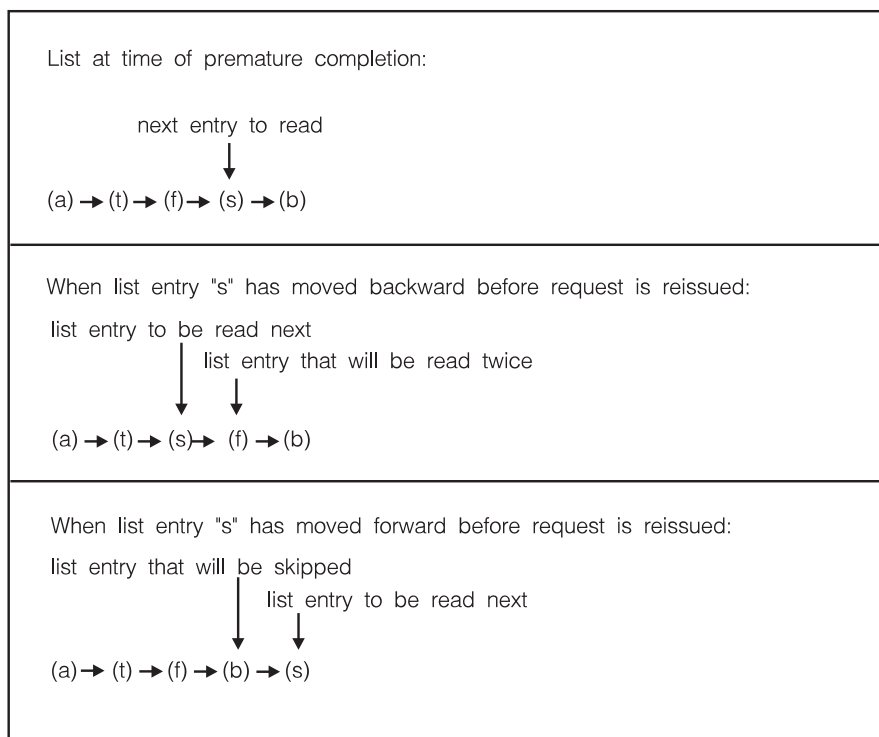 List at time of premature completion:
next entry to read
(a) → (t) → (f) → (s) → (b)
When list entry "s" has moved backward before request is reissued:
list entry to be read next
list entry that will be read twice
(a) → (t) → (s) → (f) → (b)
When list entry "s" has moved forward before request is reissued:
list entry that will be skipped
list entry to be read next
(a) → (t) → (f) → (b) → (s)